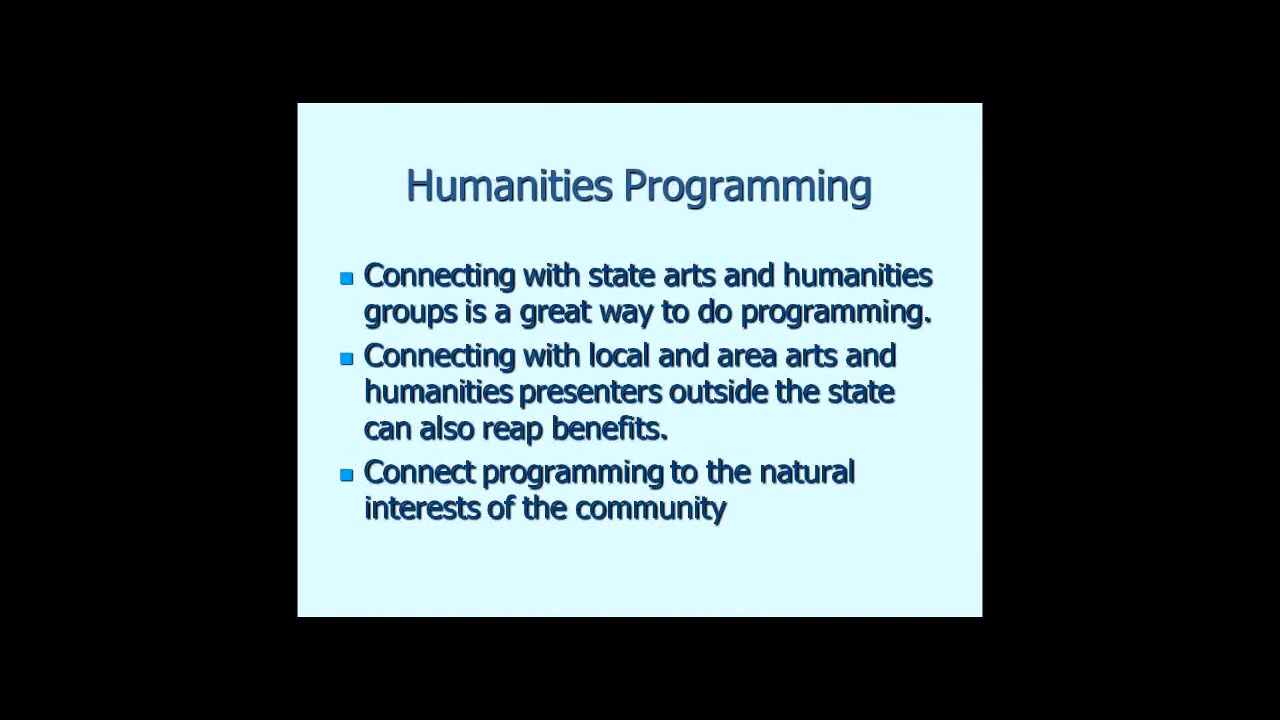 Humanities Programming
Connecting with state arts and humanities
groups is a great way to do programming.
Connecting with local and area arts and
humanities presenters outside the state
can also reap benefits.
Connect programming to the natural
interests of the community